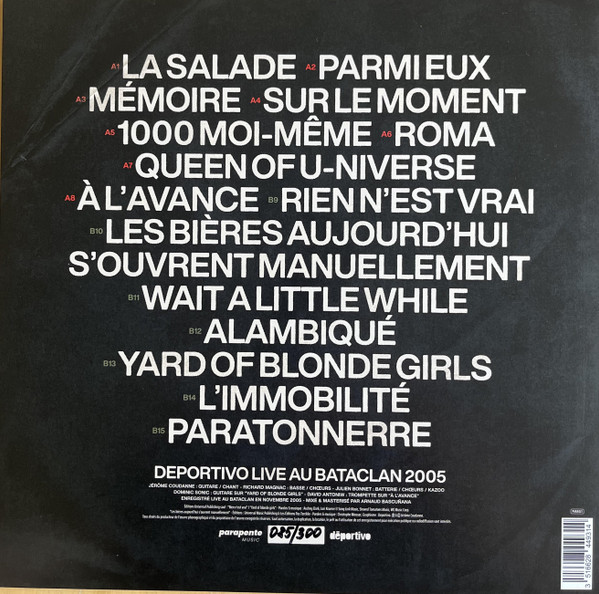 A1 LA SALADE A2 PARMI EUX
A3 MÉMOIRE A4 SUR LE MOMENT
A5 1000 MOI-MÊME A6 ROMA
A7 QUEEN OF U-NIVERSE
A8 À L'AVANCE B9 RIEN N'EST VRAI
B10 LES BIÈRES AUJOURD'HUI
S'OUVRENT MANUELLEMENT
B11 WAIT A LITTLE WHILE
B12 ALAMBIQUÉ
B13 YARD OF BLONDE GIRLS
B14 L'IMMOBILITÉ
B15 PARATONNERRE
DEPORTIVO LIVE AU BATACLAN 2005
JÉRÔME COUDANNE : GUITARE / CHANT - RICHARD MAGNAC : BASSE / CHŒURS - JULIEN BONNET : BATTERIE / CHŒURS / KAZOO
DOMINIC SONIC : GUITARE SUR "YARD OF BLONDE GIRLS" - DAVID ANTONIW : TROMPETTE SUR "À L'AVANCE"
ENREGISTRÉ LIVE AU BATACLAN EN NOVEMBRE 2005 - MIXÉ & MASTERISÉ PAR ARNAUD BASCUÑANA
parapente MUSIC 085/300 déportivo
3 516628 449314